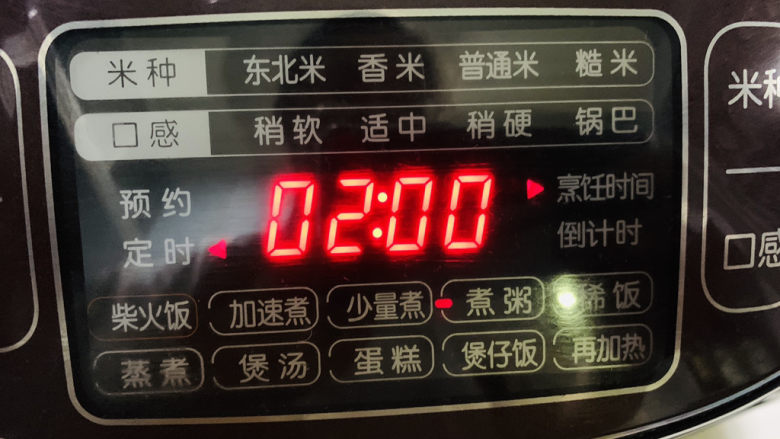 米种 东北米 香米 普通米 糙米
口感 稍软 适中 稍硬 锅巴
预约 02:00 烹饪时间
定时 倒计时
柴火饭 加速煮 少量煮 煮粥 稀饭
蒸煮 煲汤 蛋糕 煲仔饭 再加热
米种
口感